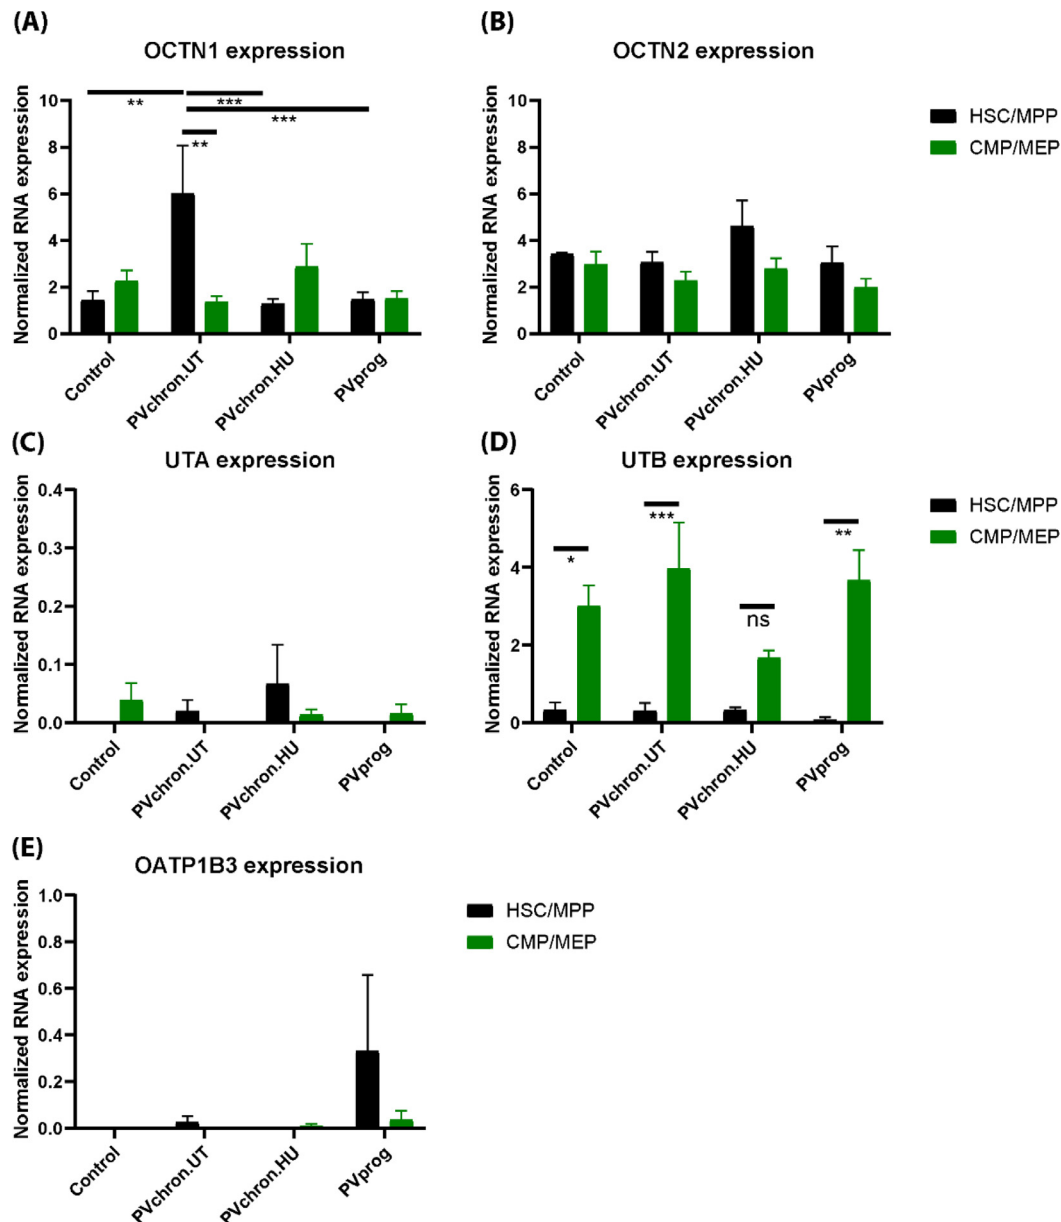 (A)
OCTN1 expression
Normalized RNA expression
10
8
6
4
2
0
**
***
***
**
Control
PVchron.UT
PVchron.HU
PVprog
(B)
OCTN2 expression
Normalized RNA expression
10
8
6
4
2
0
Control
PVchron.UT
PVchron.HU
PVprog
HSC/MPP
CMP/MEP
(C)
UTA expression
Normalized RNA expression
0.4
0.3
0.2
0.1
0.0
Control
PVchron.UT
PVchron.HU
PVprog
(D)
UTB expression
Normalized RNA expression
6
4
2
0
*
***
ns
**
Control
PVchron.UT
PVchron.HU
PVprog
HSC/MPP
CMP/MEP
(E)
OATP1B3 expression
Normalized RNA expression
1.0
0.8
0.6
0.4
0.2
0.0
Control
PVchron.UT
PVchron.HU
PVprog
HSC/MPP
CMP/MEP